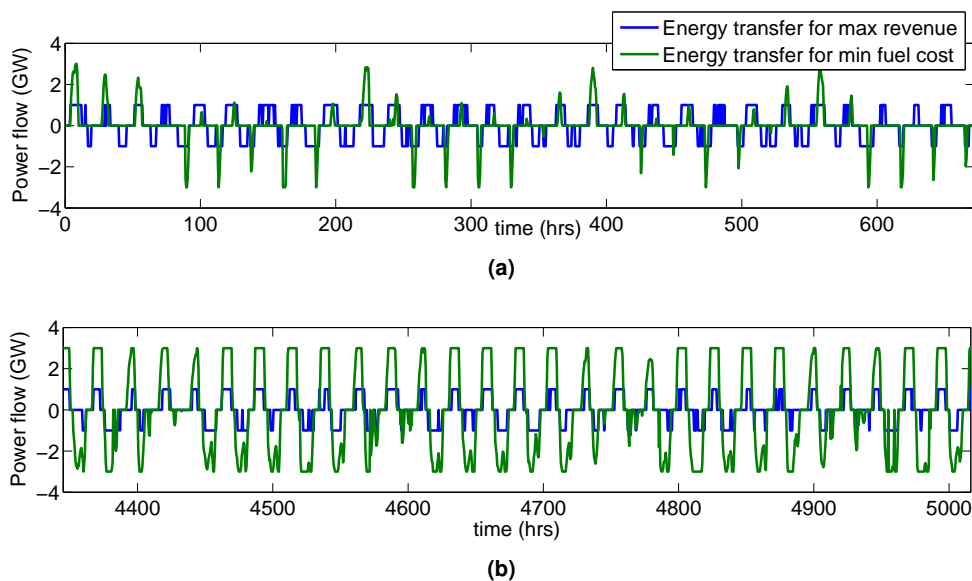 Energy transfer for max revenue
Energy transfer for min fuel cost
Power flow (GW)
4
2
0
−2
−4
0 100 200 300 400 500 600
time (hrs)
(a)
Power flow (GW)
4
2
0
−2
−4
4400 4500 4600 4700 4800 4900 5000
time (hrs)
(b)